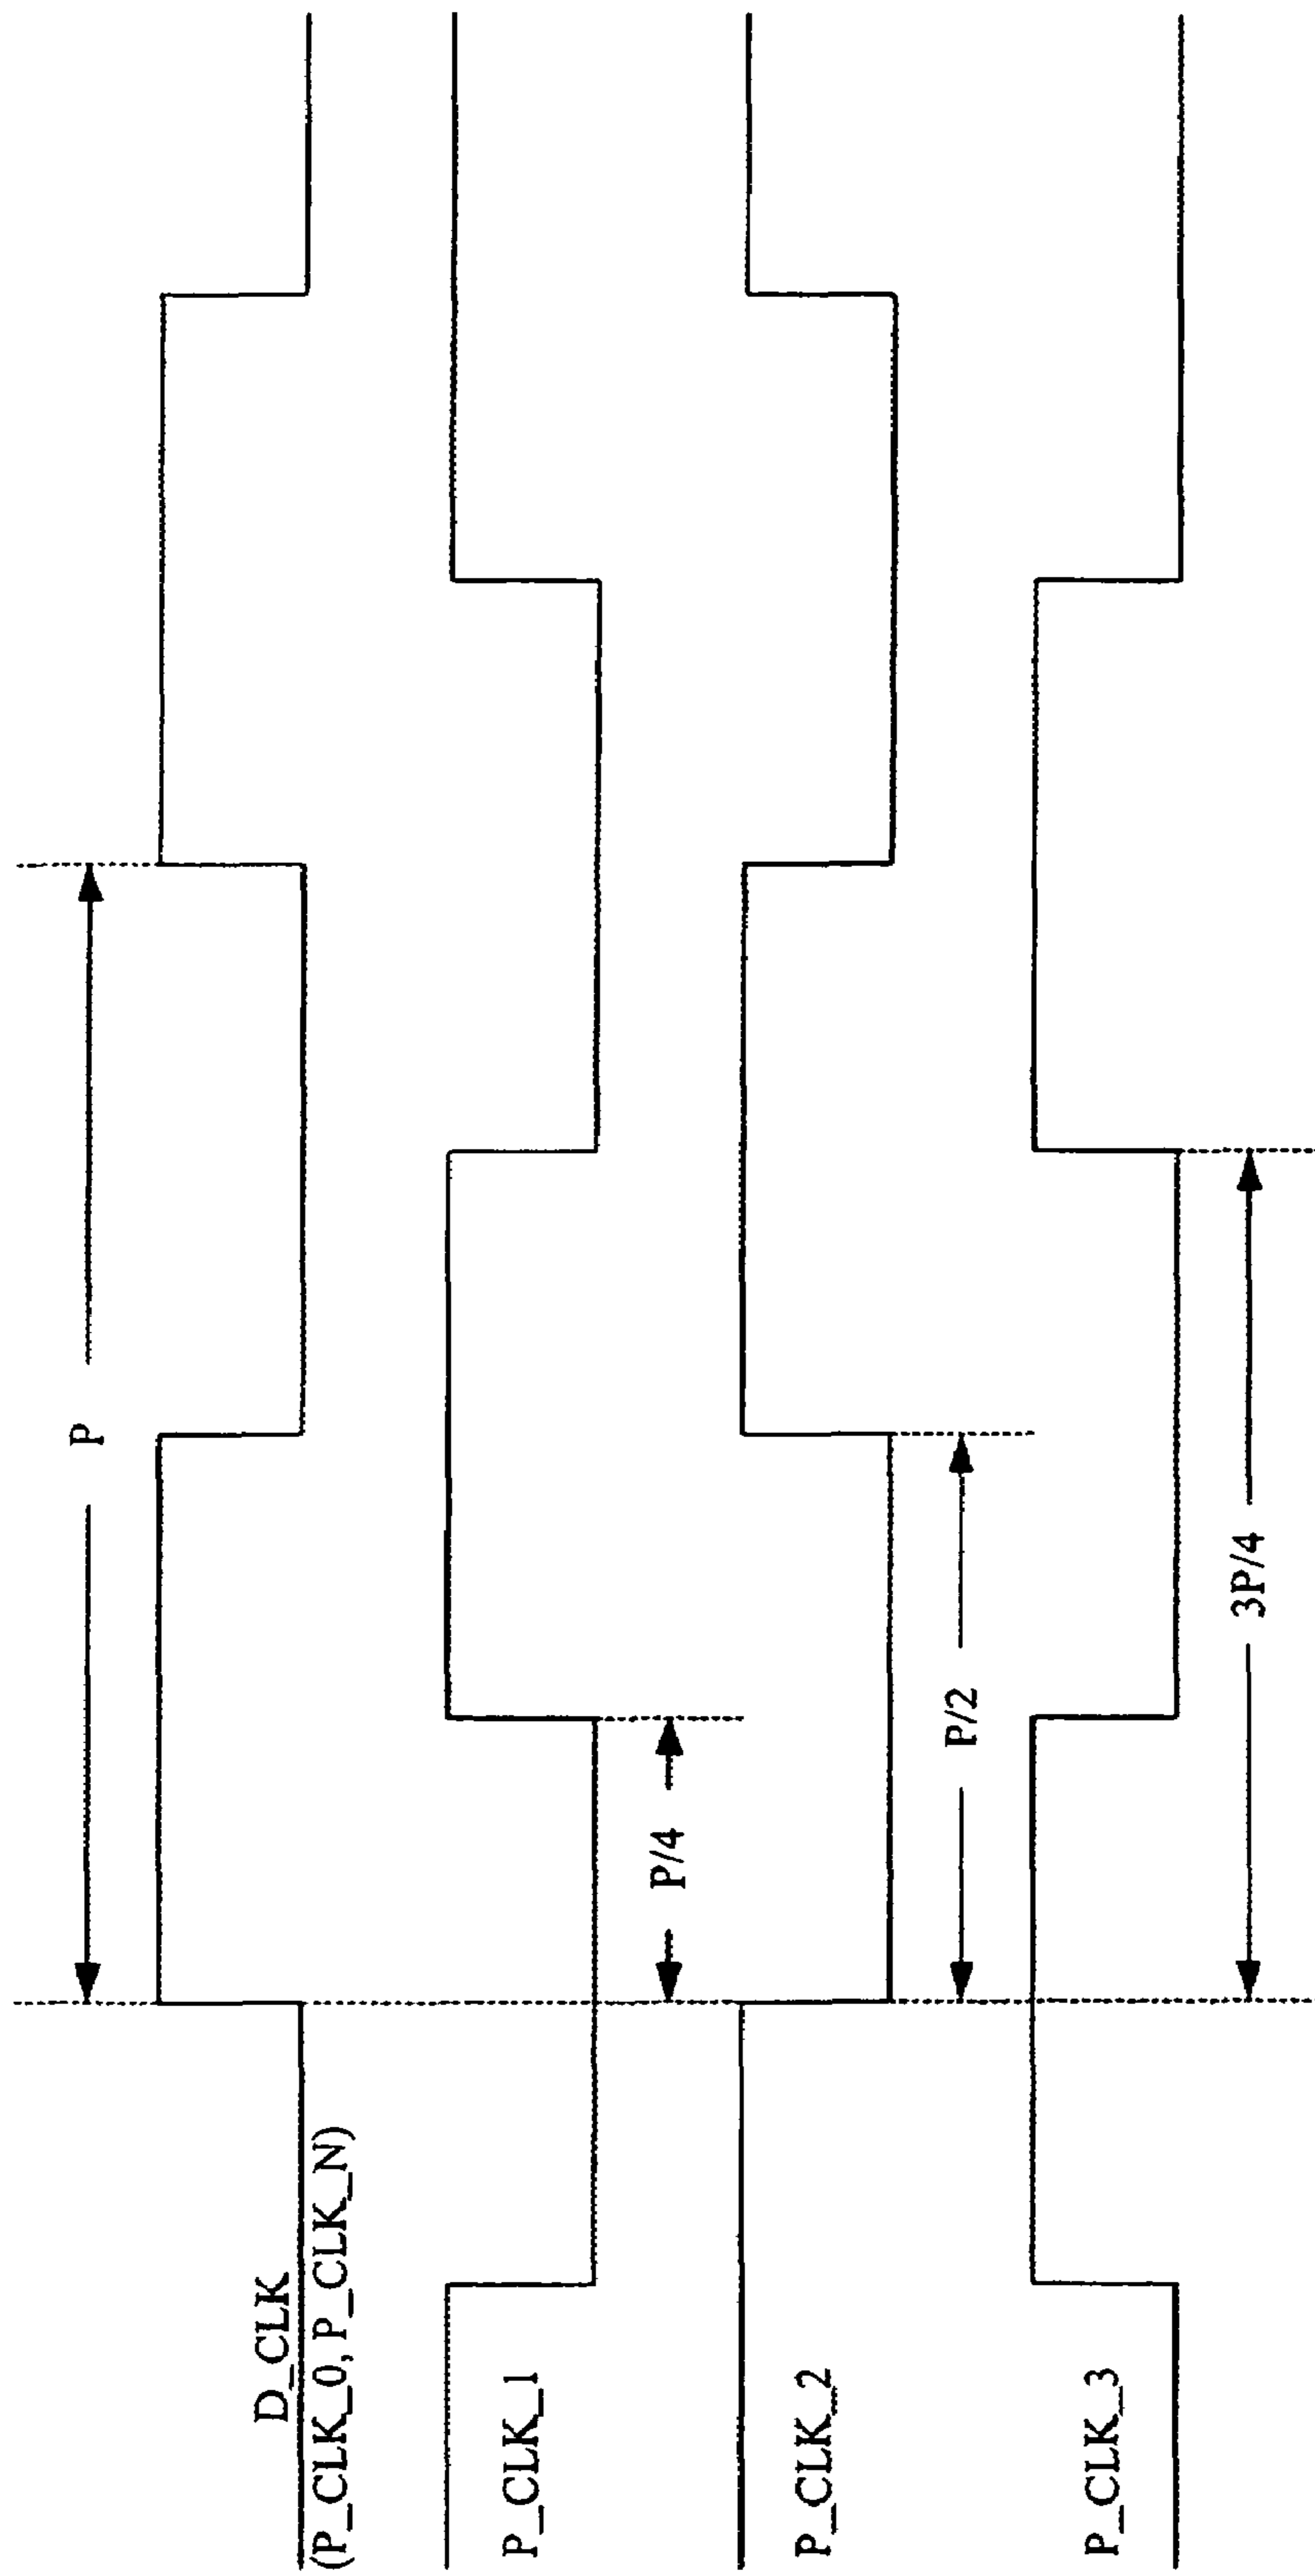 P
D_CLK
(P_CLK_0, P_CLK_N)
P_CLK_1
P/4
P_CLK_2
P/2
P_CLK_3
3P/4